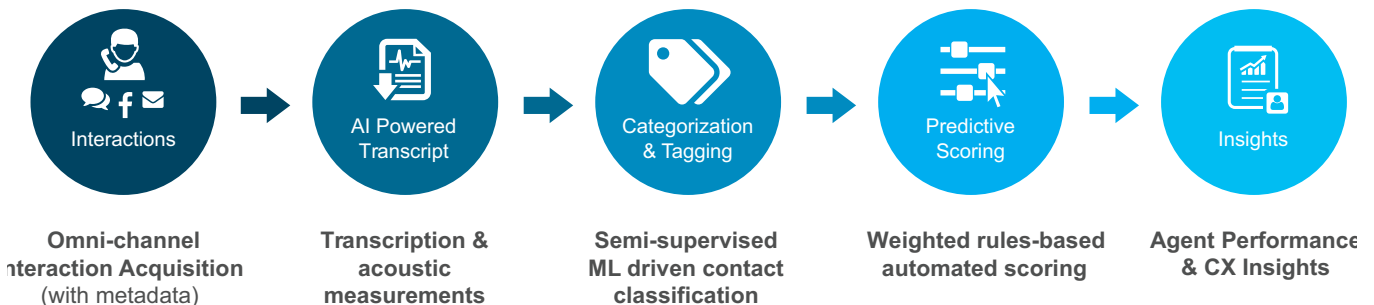 Interactions
AI Powered
Transcript
Categorization
& Tagging
Predictive
Scoring
Insights
Omni-channel
nteraction Acquisition
(with metadata)
Transcription &
acoustic
measurements
Semi-supervised
ML driven contact
classification
Weighted rules-based
automated scoring
Agent Performance
& CX Insights